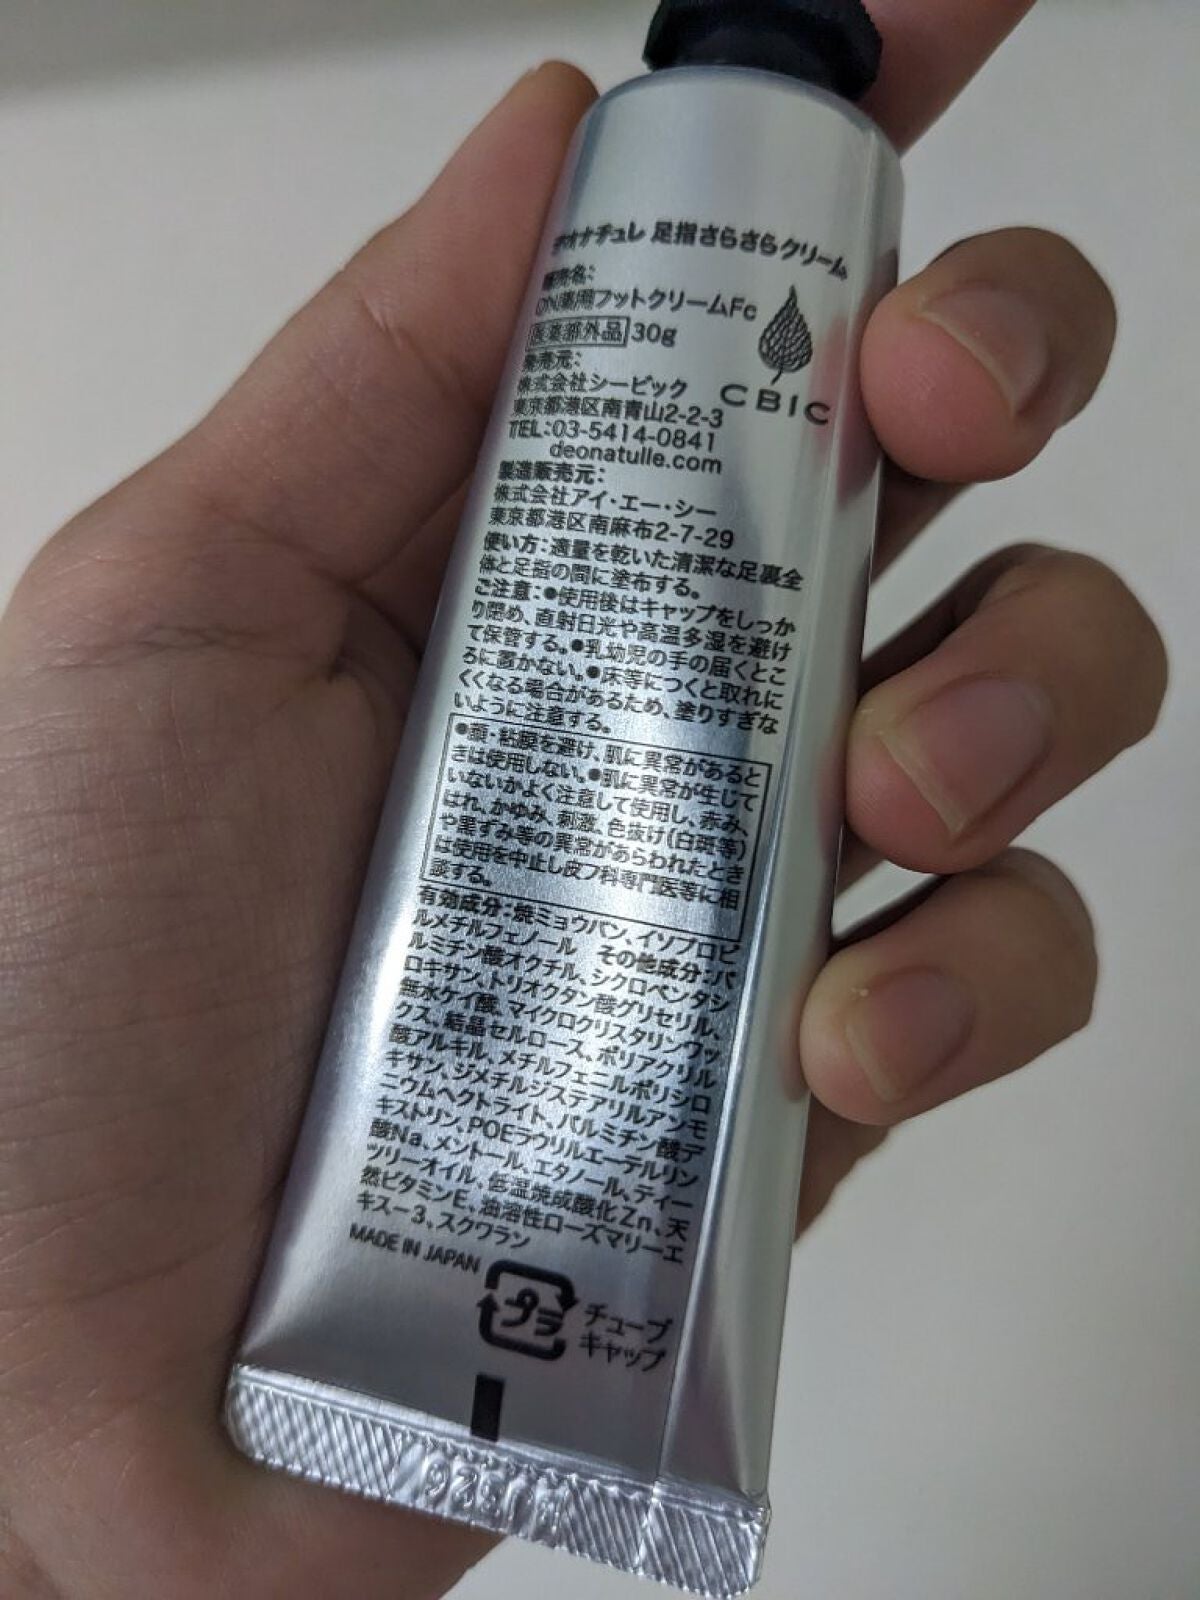 デオナチュレ 足指さらさらクリーム
販売名:
DN薬用フットクリームFc
医薬部外品 30g
発売元:
株式会社シービック
CBIC
東京都港区南青山2-2-3
TEL:03-5414-0841
deonatulle.com
製造販売元:
株式会社アイ・エー・シー
東京都港区南麻布2-7-29
使い方:適量を乾いた清潔な足裏全
体と足指の間に塗布する。
ご注意:●使用後はキャップをしっか
り閉め、直射日光や高温多湿を避け
て保管する。●乳幼児の手の届くとこ
ろに置かない。●床等につくと取れに
くくなる場合があるため、塗りすぎな
いように注意する。
●顔・粘膜を避け、肌に異常があると
きは使用しない。●肌に異常が生じて
いないかよく注意して使用し、赤み、
はれ、かゆみ、刺激、色抜け(白斑等)
や黒ずみ等の異常があらわれたとき
は使用を中止し皮フ科専門医等に相
談する。
有効成分:焼ミョウバン、イソプロピ
ルメチルフェノール その他成分:パ
ルミチン酸オクチル、シクロペンタシ
ロキサン、トリオクタン酸グリセリル、
無水ケイ酸、マイクロクリスタリンワッ
クス、結晶セルロース、ポリアクリル
酸アルキル、メチルフェニルポリシロ
キサン、ジメチルジステアリルアンモ
ニウムヘクトライト、パルミチン酸デ
キストリン、POEラウリルエーテルリン
酸Na、メントール、エタノール、ティー
ツリーオイル、低温焼成酸化Zn、天
然ビタミンE、油溶性ローズマリーエ
キス-3、スクワラン
MADE IN JAPAN
プラ
チューブ
キャップ